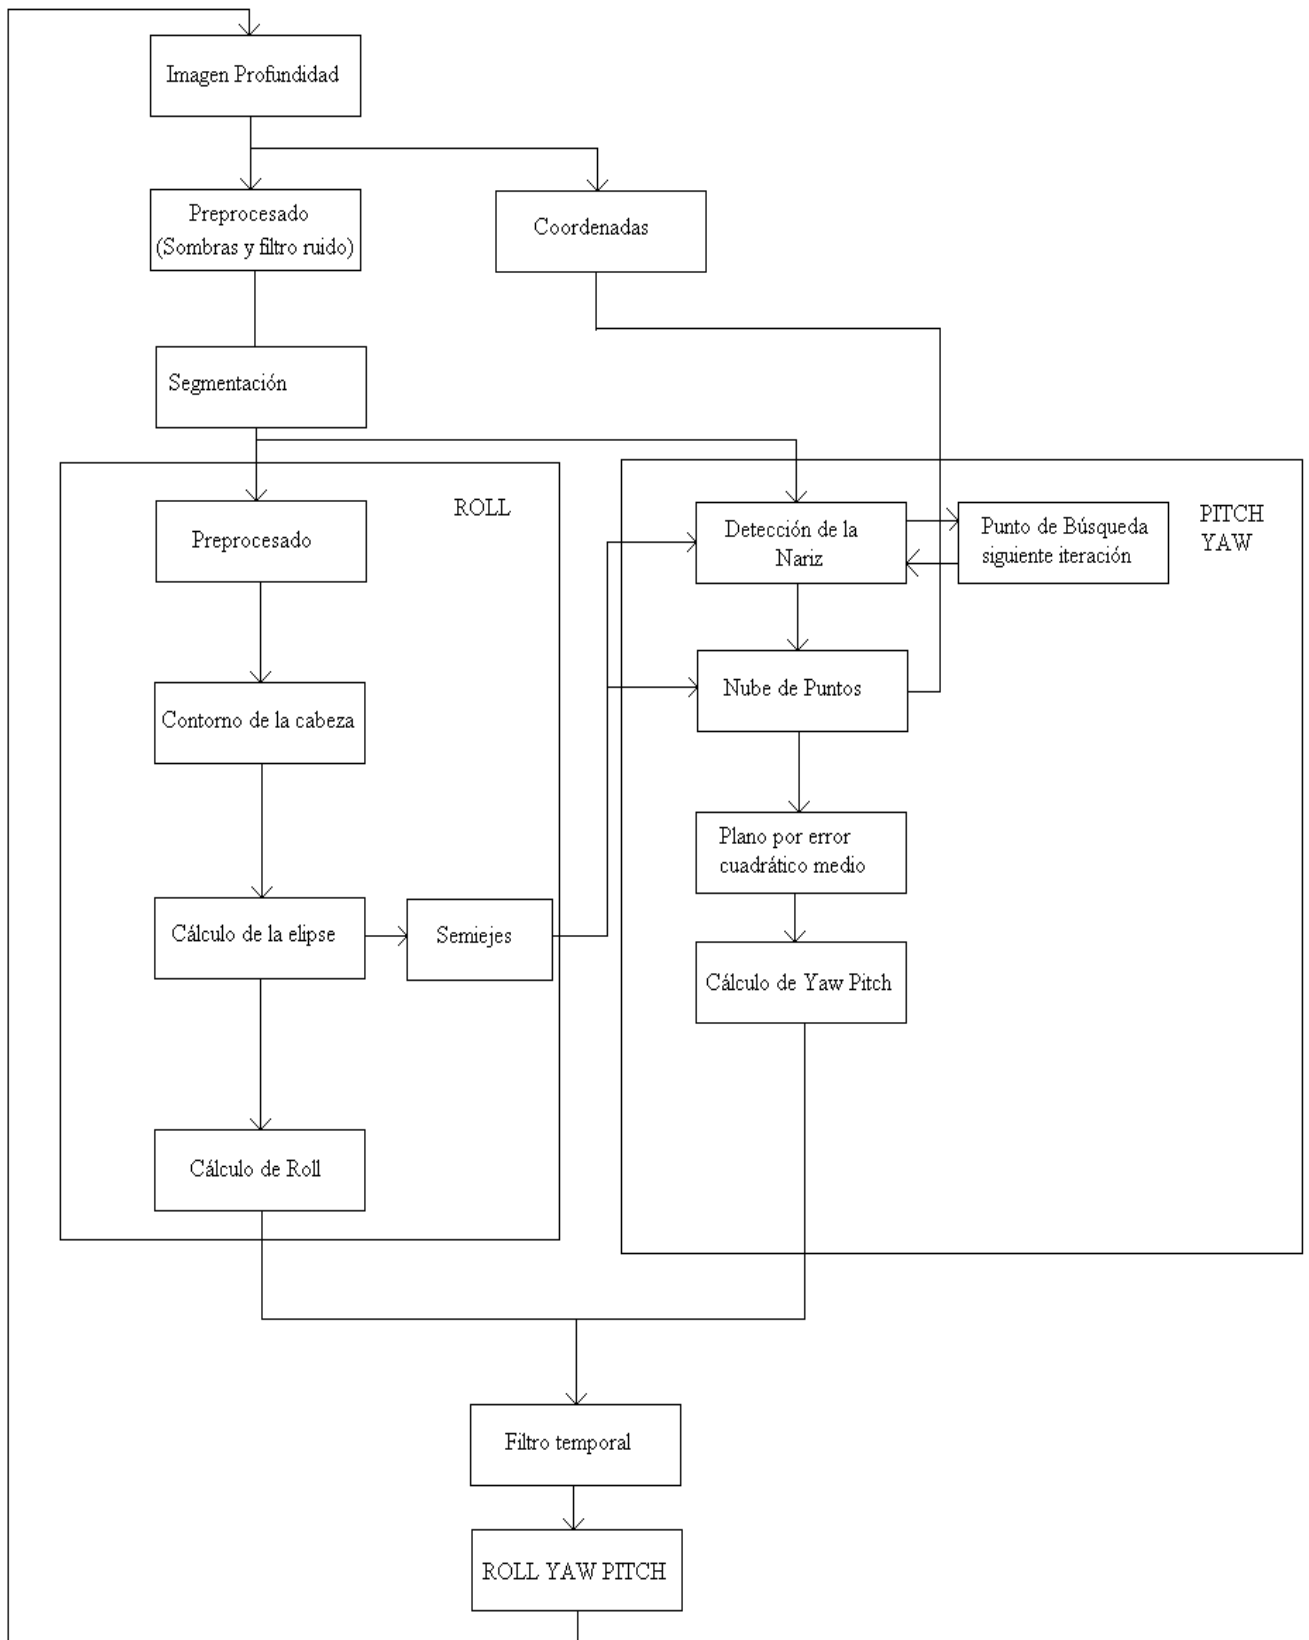 Imagen Profundidad
Preprocesado
(Sombras y filtro ruido)
Coordenadas
Segmentación
ROLL
Preprocesado
Contorno de la cabeza
Cálculo de la elipse
Semiejes
Cálculo de Roll
PITCH
YAW
Detección de la
Nariz
Punto de Búsqueda
siguiente iteración
Nube de Puntos
Plano por error
cuadrático medio
Cálculo de Yaw Pitch
Filtro temporal
ROLL YAW PITCH